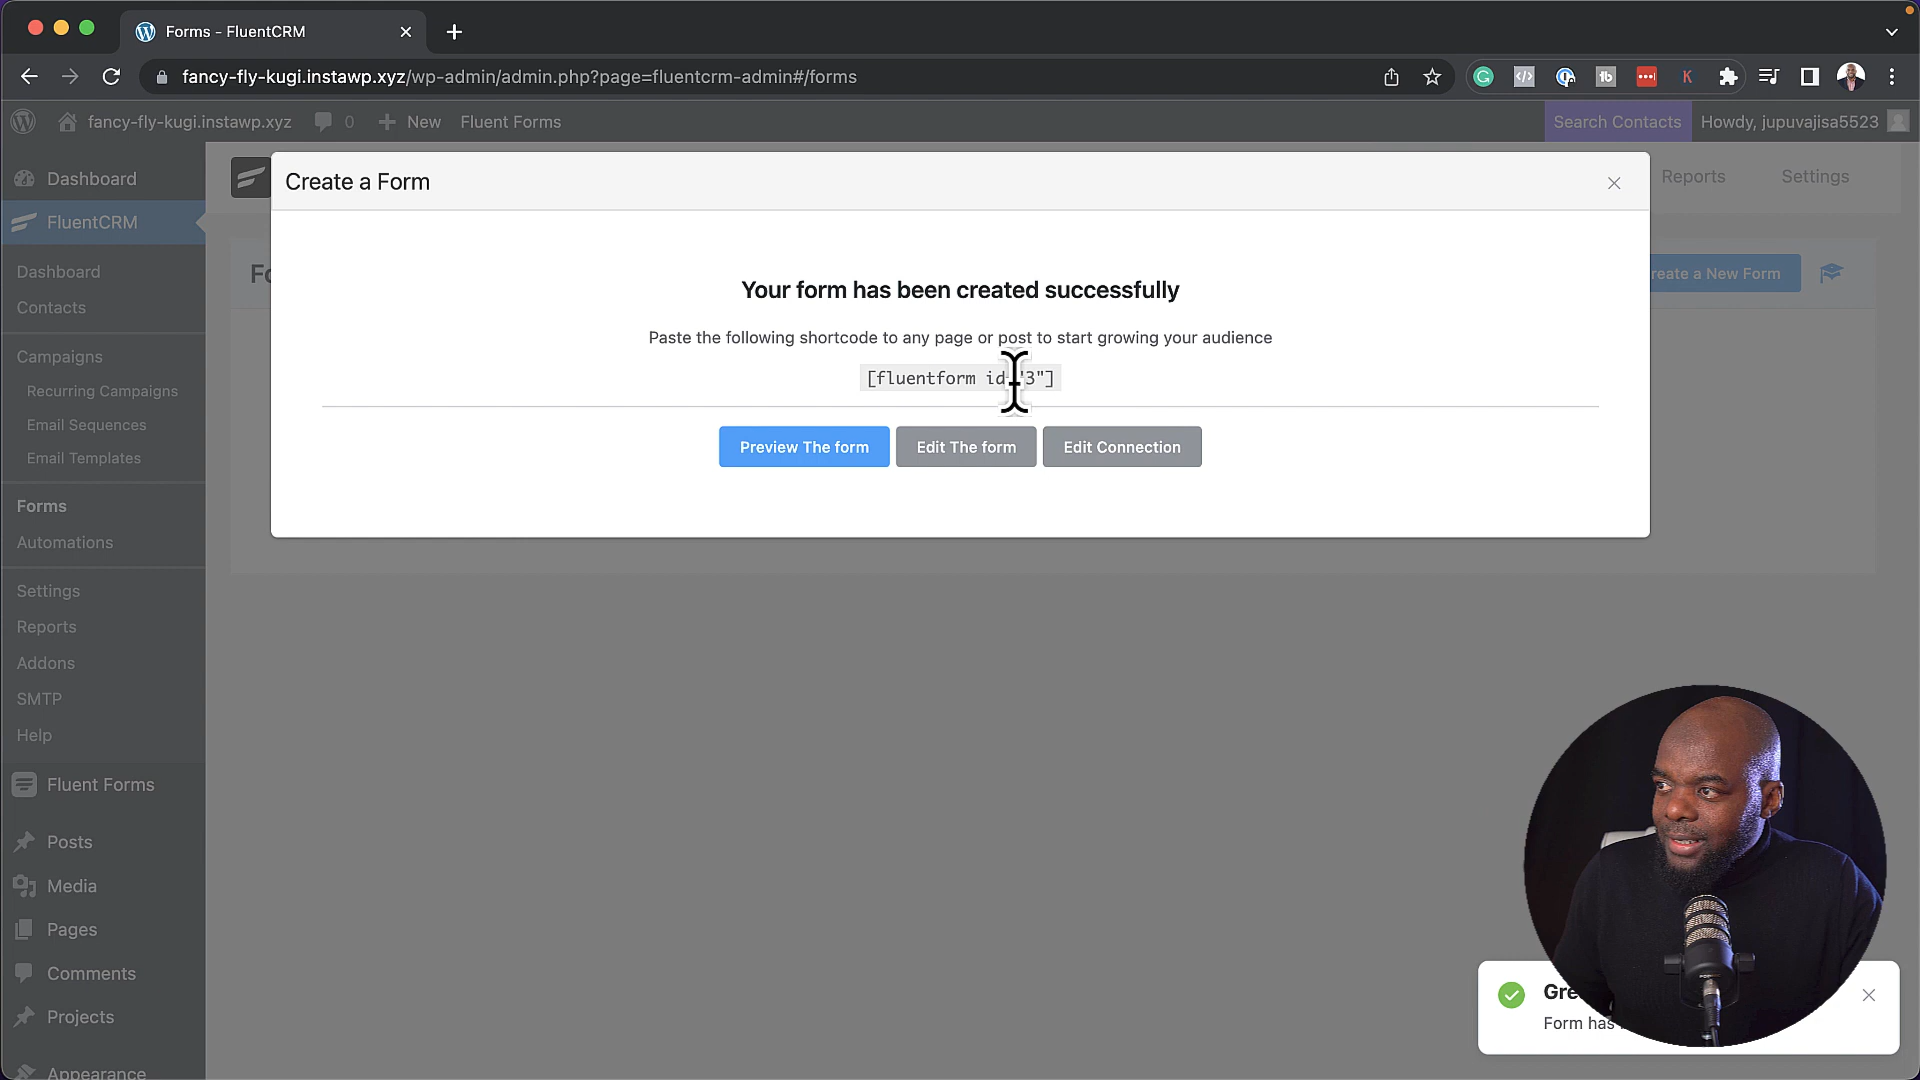 Forms - FluentCRM
fancy-fly-kugi.instawp.xyz/wp-admin/admin.php?page=fluentcrm-admin#/forms
fancy-fly-kugi.instawp.xyz 0 New Fluent Forms Search Contacts Howdy, jupuvajisa5523
Create a Form
Reports Settings
Fo
reate a New Form
Your form has been created successfully
Paste the following shortcode to any page or post to start growing your audience
[fluentform id="3"]
Preview The form Edit The form Edit Connection
Dashboard
FluentCRM
Dashboard
Contacts
Campaigns
Recurring Campaigns
Email Sequences
Email Templates
Forms
Automations
Settings
Reports
Addons
SMTP
Help
Fluent Forms
Posts
Media
Pages
Comments
Projects
Appearance
Gre
Form has